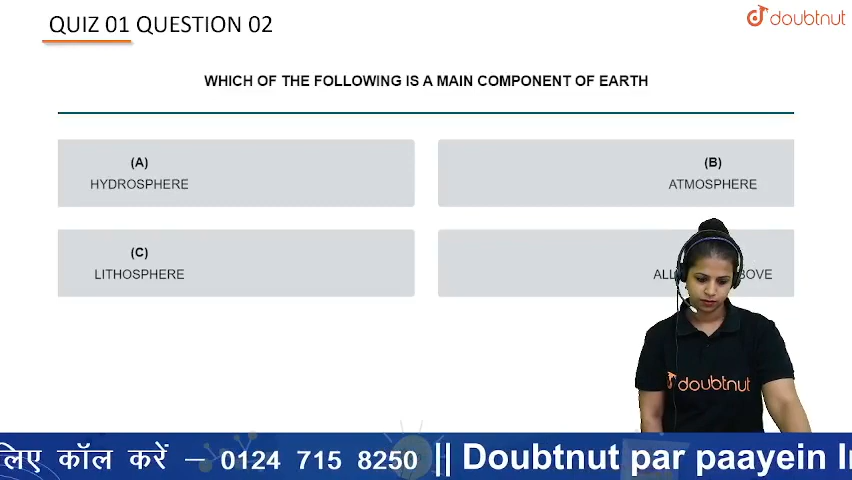 QUIZ 01 QUESTION 02
doubtnut
WHICH OF THE FOLLOWING IS A MAIN COMPONENT OF EARTH
(A)
HYDROSPHERE
(B)
ATMOSPHERE
(C)
LITHOSPHERE
ALL
doubtnut
लिए कॉल करें – 0124 715 8250 || Doubtnut par paayein